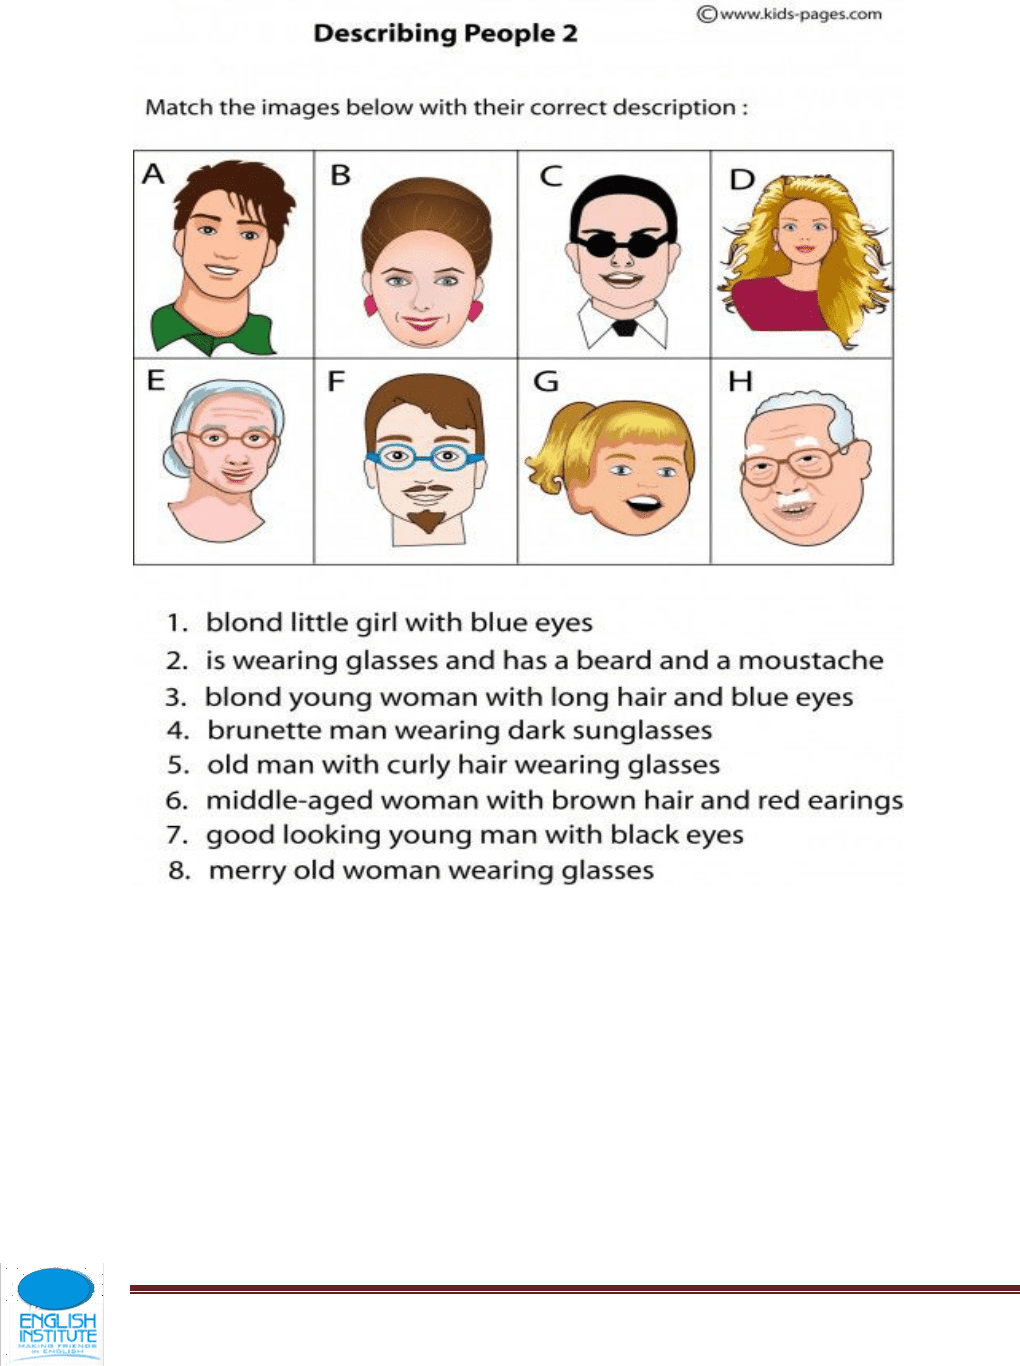 ©www.kids-pages.com
Describing People 2
Match the images below with their correct description :
A B C D
E F G H
1. blond little girl with blue eyes
2. is wearing glasses and has a beard and a moustache
3. blond young woman with long hair and blue eyes
4. brunette man wearing dark sunglasses
5. old man with curly hair wearing glasses
6. middle-aged woman with brown hair and red earings
7. good looking young man with black eyes
8. merry old woman wearing glasses
ENGLISH
INSTITUTE
MAKING FRIENDS
IN ENGLISH